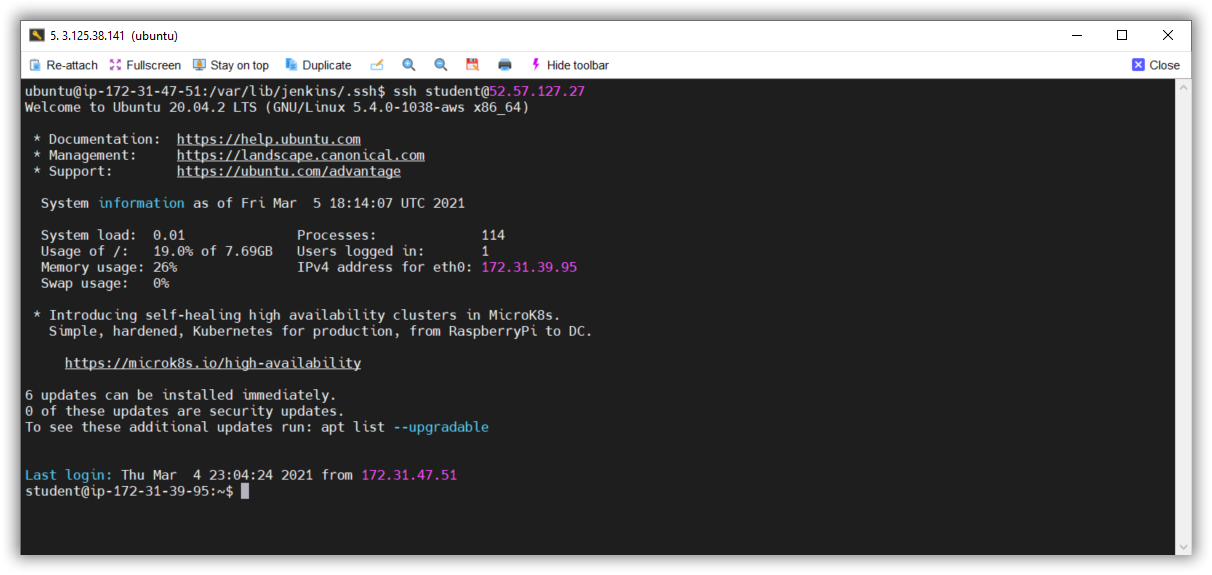 5. 3.125.38.141 (ubuntu)
Re-attach Fullscreen Stay on top Duplicate Hide toolbar Close
ubuntu@ip-172-31-47-51:/var/lib/jenkins/.ssh$ ssh student@52.57.127.27
Welcome to Ubuntu 20.04.2 LTS (GNU/Linux 5.4.0-1038-aws x86_64)
* Documentation: https://help.ubuntu.com
* Management: https://landscape.canonical.com
* Support: https://ubuntu.com/advantage
System information as of Fri Mar 5 18:14:07 UTC 2021
System load: 0.01 Processes: 114
Usage of /: 19.0% of 7.69GB Users logged in: 1
Memory usage: 26% IPv4 address for eth0: 172.31.39.95
Swap usage: 0%
* Introducing self-healing high availability clusters in MicroK8s.
Simple, hardened, Kubernetes for production, from RaspberryPi to DC.
https://microk8s.io/high-availability
6 updates can be installed immediately.
0 of these updates are security updates.
To see these additional updates run: apt list --upgradable
Last login: Thu Mar 4 23:04:24 2021 from 172.31.47.51
student@ip-172-31-39-95:~$